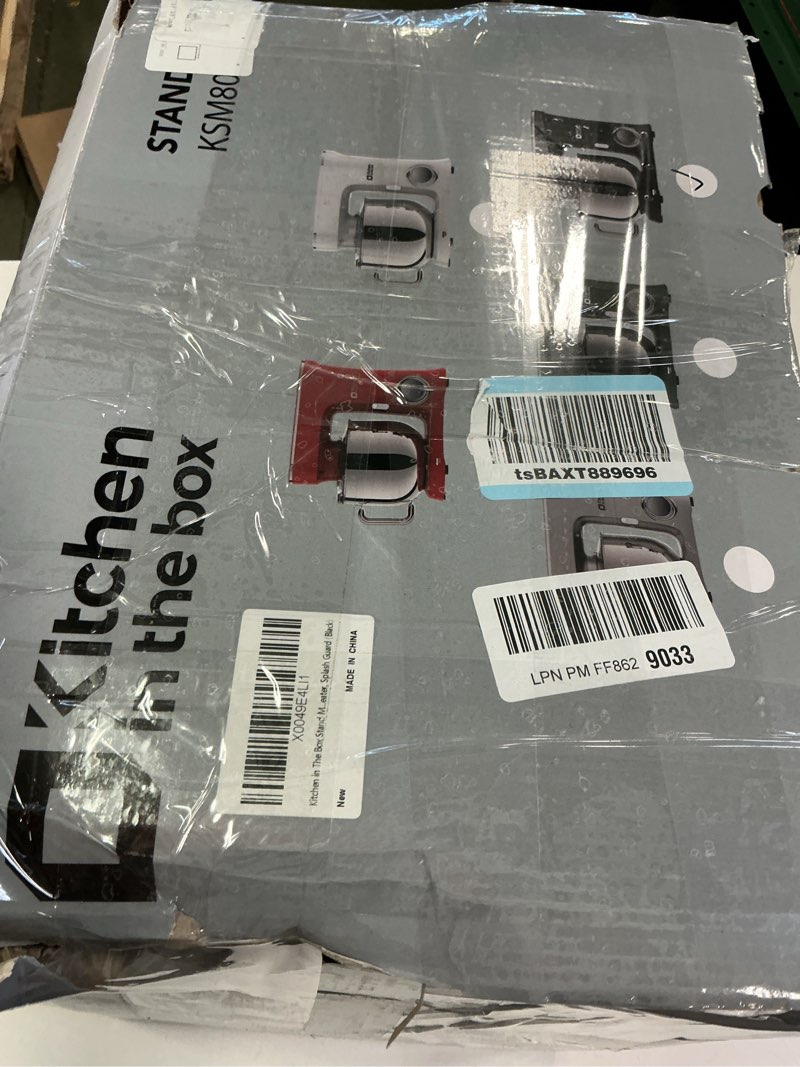 STAND
KSM80
Kitchen
in the box
tsBAXT889696
LPN PM FF862 9033
X0049E4LI1
Kitchen in The Box Stand M...eater, Splash Guard (Black
New
MADE IN CHINA